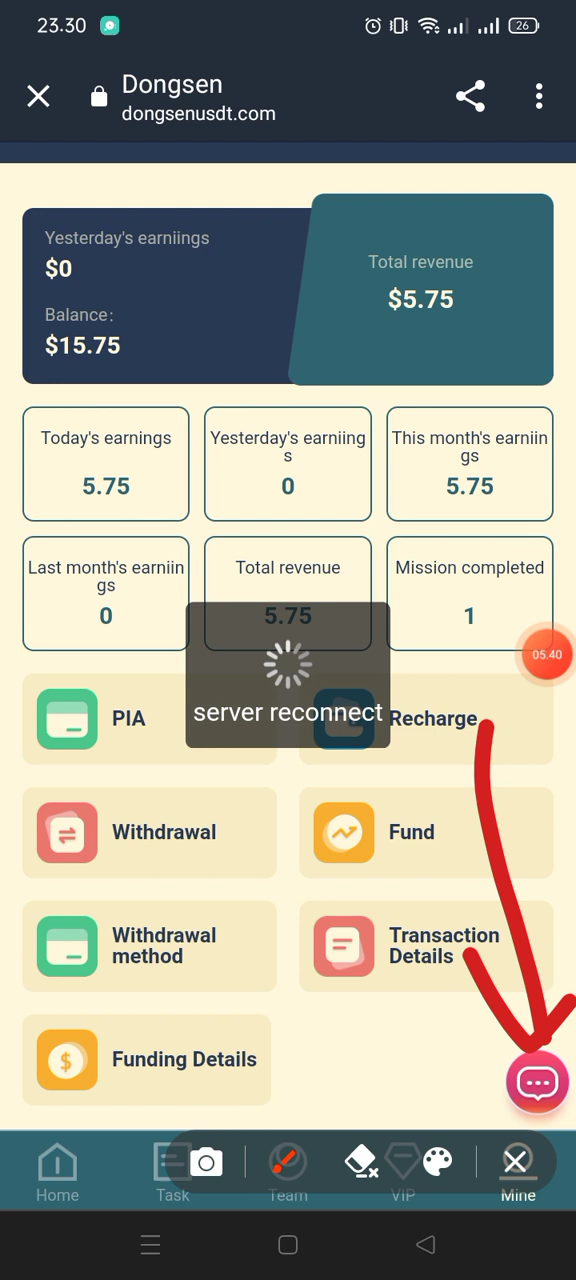 23.30
26
Dongsen
dongsenusdt.com
Yesterday's earniings
$0
Balance:
$15.75
Total revenue
$5.75
Today's earnings
5.75
Yesterday's earniing
s
0
This month's earniin
gs
5.75
Last month's earniin
gs
0
Total revenue
5.75
Mission completed
1
05.40
server reconnect
PIA
Recharge
Withdrawal
Fund
Withdrawal
method
Transaction
Details
Funding Details
Home
Task
Team
VIP
Mine